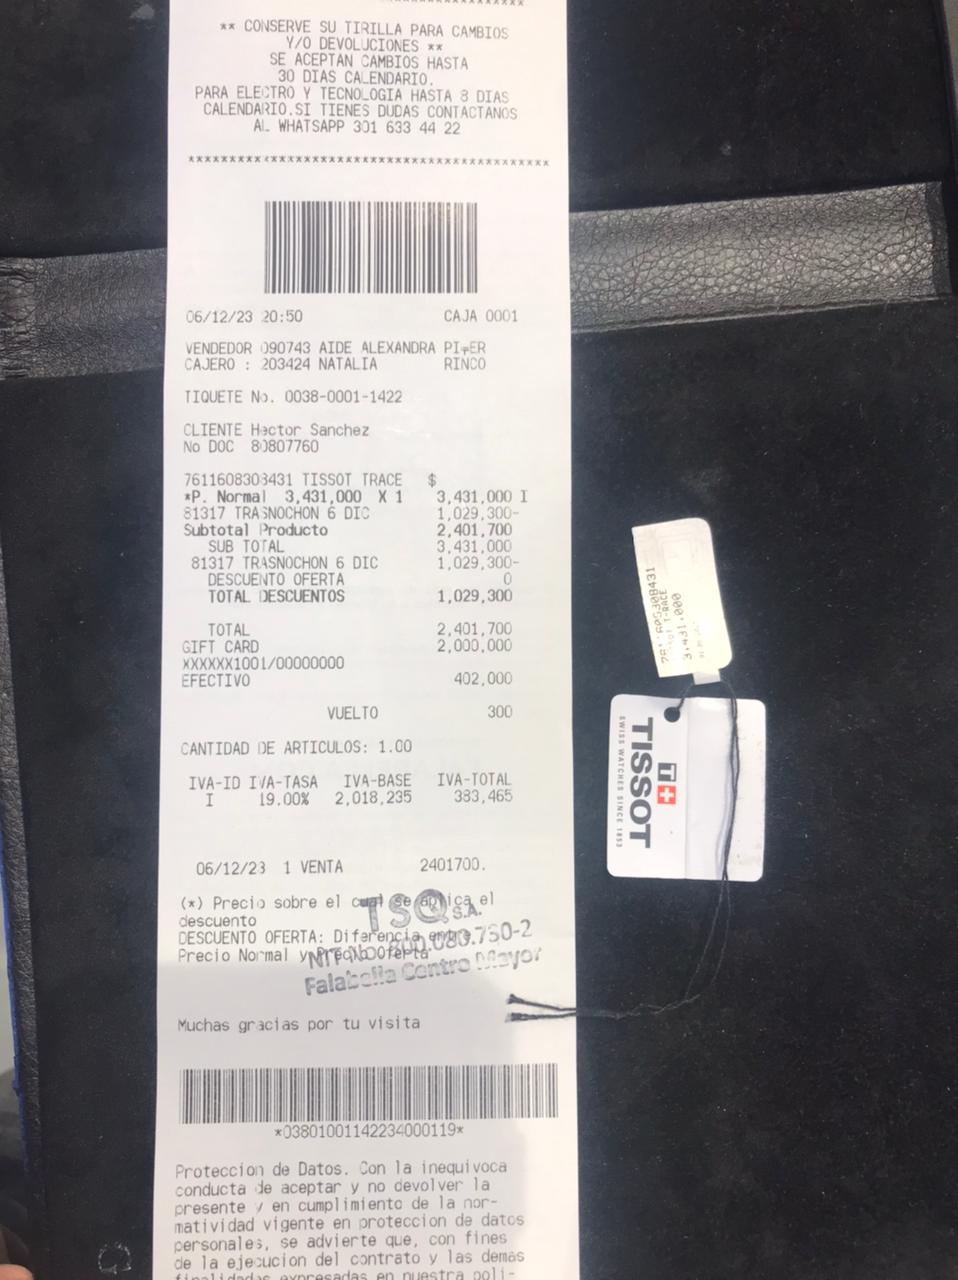 ** CONSERVE SU TIRILLA PARA CAMBIOS
Y/O DEVOLUCIONES **
SE ACEPTAN CAMBIOS HASTA
30 DIAS CALENDARIO.
PARA ELECTRO Y TECNOLOGIA HASTA 8 DIAS
CALENDARIO.SI TIENES DUDAS CONTACTANOS
AL WHATSAPP 301 633 44 22
********************************************
06/12/23 20:50 CAJA 0001
VENDEDOR 090743 AIDE ALEXANDRA
CAJERO : 203424 NATALIA RINCO
TIQUETE No. 0038-0001-1422
CLIENTE Hector Sanchez
No DOC 80807760
7611608308431 TISSOT TRACE $
*P. Normal 3,431,000 X 1 3,431,000 I
81317 TRASNOCHON 6 DIC 1,029,300-
Subtotal Producto 2,401,700
SUB TOTAL 3,431,000
81317 TRASNOCHON 6 DIC 1,029,300-
DESCUENTO OFERTA 0
TOTAL DESCUENTOS 1,029,300
TOTAL 2,401,700
GIFT CARD 2,000,000
XXXXXX1001/00000000
EFECTIVO 402,000
VUELTO 300
CANTIDAD DE ARTICULOS: 1.00
IVA-ID IVA-TASA IVA-BASE IVA-TOTAL
I 19.00% 2,018,235 383,465
06/12/23 1 VENTA 2401700.
(*) Precio sobre el cual se aplica el
descuento
DESCUENTO OFERTA: Diferencia entre
Precio Normal y Precio Oferta
TSQ S.A.
NIT No.
Falabella Centro Mayor
Muchas gracias por tu visita
*03801001142234000119*
Proteccion de Datos. Con la inequivoca
conducta de aceptar y no devolver la
presente y en cumplimiento de la nor-
matividad vigente en proteccion de datos
personales, se advierte que, con fines
de la ejecucion del contrato y las demas
finalidades expresadas en nuestra poli-
3,431,000
TISSOT
SWISS WATCHES SINCE 1853